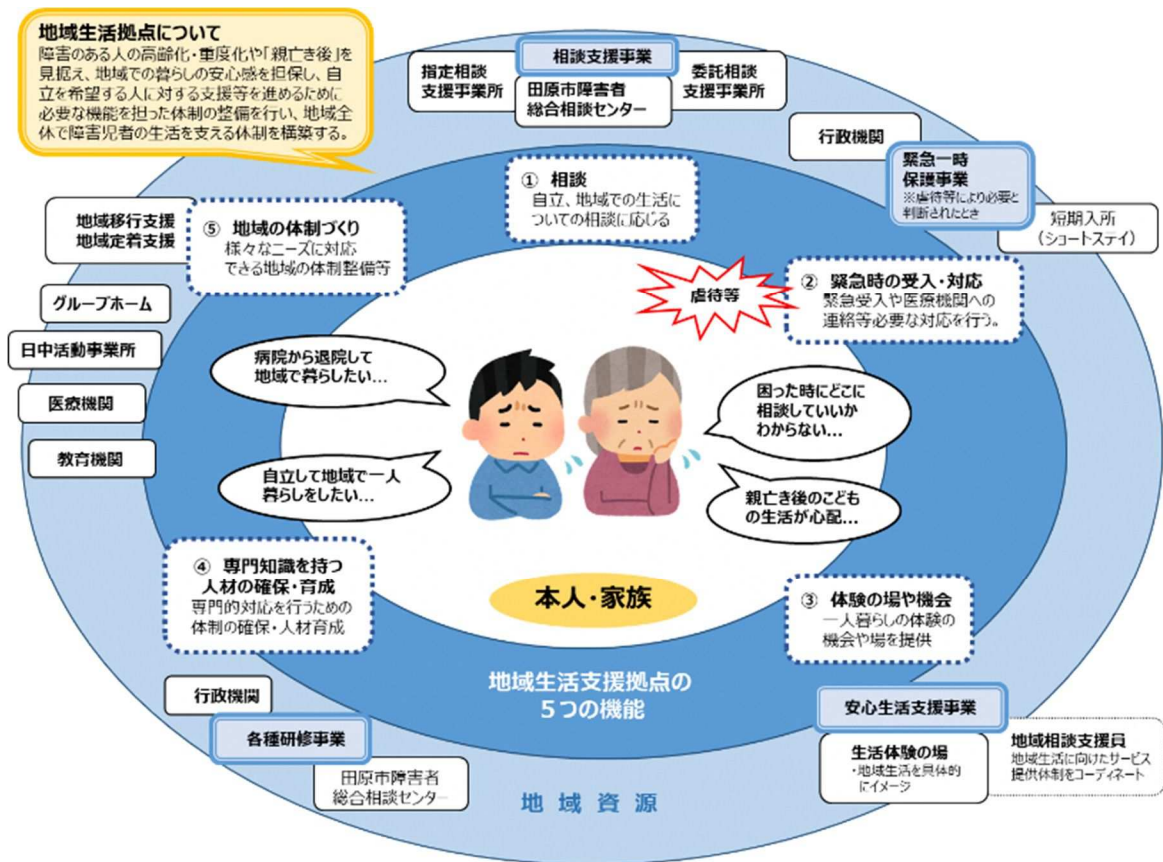 地域生活拠点について
障害のある人の高齢化・重度化や「親亡き後」を
見据え、地域での暮らしの安心感を担保し、自
立を希望する人に対する支援等を進めるために
必要な機能を担った体制の整備を行い、地域全
体で障害児者の生活を支える体制を構築する。
相談支援事業
指定相談
支援事業所
田原市障害者
総合相談センター
委託相談
支援事業所
行政機関
緊急一時
保護事業
※虐待等により必要と
判断されたとき
短期入所
（ショートステイ）
① 相談
自立、地域での生活に
ついての相談に応じる
地域移行支援
地域定着支援
⑤ 地域の体制づくり
様々なニーズに対応
できる地域の体制整備等
虐待等
② 緊急時の受入・対応
緊急受入や医療機関への
連絡等必要な対応を行う。
グループホーム
日中活動事業所
医療機関
教育機関
病院から退院して
地域で暮らしたい…
困った時にどこに
相談していいか
わからない…
自立して地域で一人
暮らしをしたい…
親亡き後のこども
の生活が心配…
④ 専門知識を持つ
人材の確保・育成
専門的対応を行うための
体制の確保・人材育成
本人・家族
③ 体験の場や機会
一人暮らしの体験の
機会や場を提供
地域生活支援拠点の
５つの機能
行政機関
各種研修事業
田原市障害者
総合相談センター
安心生活支援事業
生活体験の場
・地域生活を具体的
にイメージ
地域相談支援員
地域生活に向けたサービス
提供体制をコーディネート
地域資源